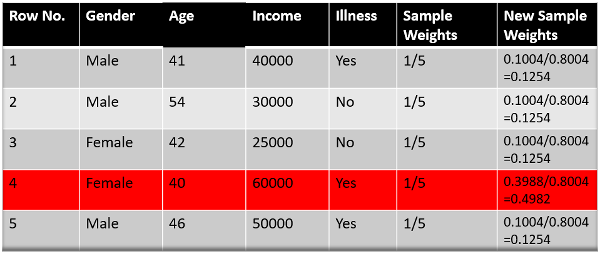 Row No. Gender Age Income Illness Sample Weights New Sample Weights
1 Male 41 40000 Yes 1/5 0.1004/0.8004 =0.1254
2 Male 54 30000 No 1/5 0.1004/0.8004 =0.1254
3 Female 42 25000 No 1/5 0.1004/0.8004 =0.1254
4 Female 40 60000 Yes 1/5 0.3988/0.8004 =0.4982
5 Male 46 50000 Yes 1/5 0.1004/0.8004 =0.1254